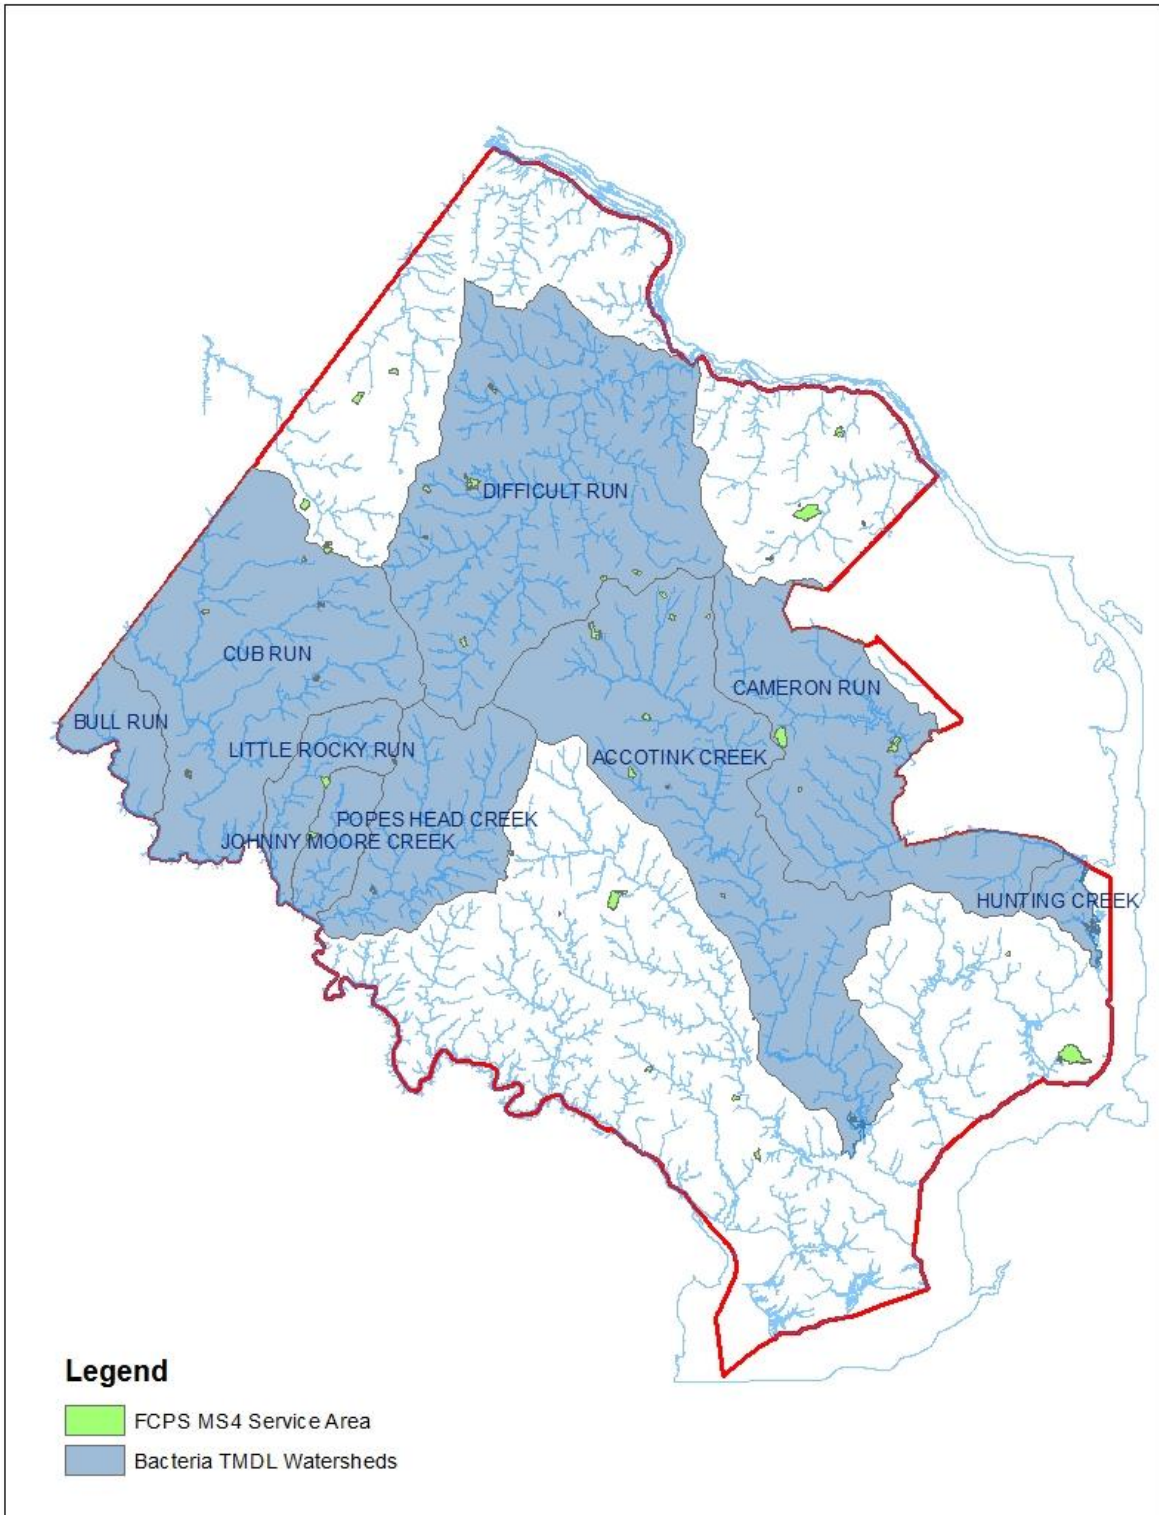 DIFFICULT RUN
CUB RUN
CAMERON RUN
BULL RUN
LITTLE ROCKY RUN
ACCOTINK CREEK
POPES HEAD CREEK
JOHNNY MOORE CREEK
HUNTING CREEK
Legend
FCPS MS4 Service Area
Bacteria TMDL Watersheds